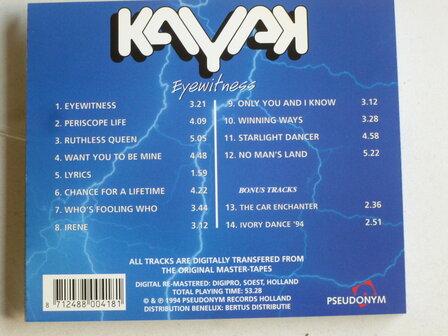 KAYAK
Eyewitness
1. EYEWITNESS 3.21
2. PERISCOPE LIFE 4.09
3. RUTHLESS QUEEN 5.05
4. WANT YOU TO BE MINE 4.48
5. LYRICS 1.59
6. CHANCE FOR A LIFETIME 4.22
7. WHO'S FOOLING WHO 3.44
8. IRENE 3.12
9. ONLY YOU AND I KNOW 3.12
10. WINNING WAYS 3.28
11. STARLIGHT DANCER 4.58
12. NO MAN'S LAND 5.22
BONUS TRACKS
13. THE CAR ENCHANTER 2.36
14. IVORY DANCE '94 2.51
ALL TRACKS ARE DIGITALLY TRANSFERED FROM
THE ORIGINAL MASTER-TAPES
DIGITAL RE-MASTERED: DIGIPRO, SOEST, HOLLAND
TOTAL PLAYING TIME: 53.28
© & ℗ 1994 PSEUDONYM RECORDS HOLLAND
DISTRIBUTION BENELUX: BERTUS DISTRIBUTIE
8 712488 004181
PSEUDONYM